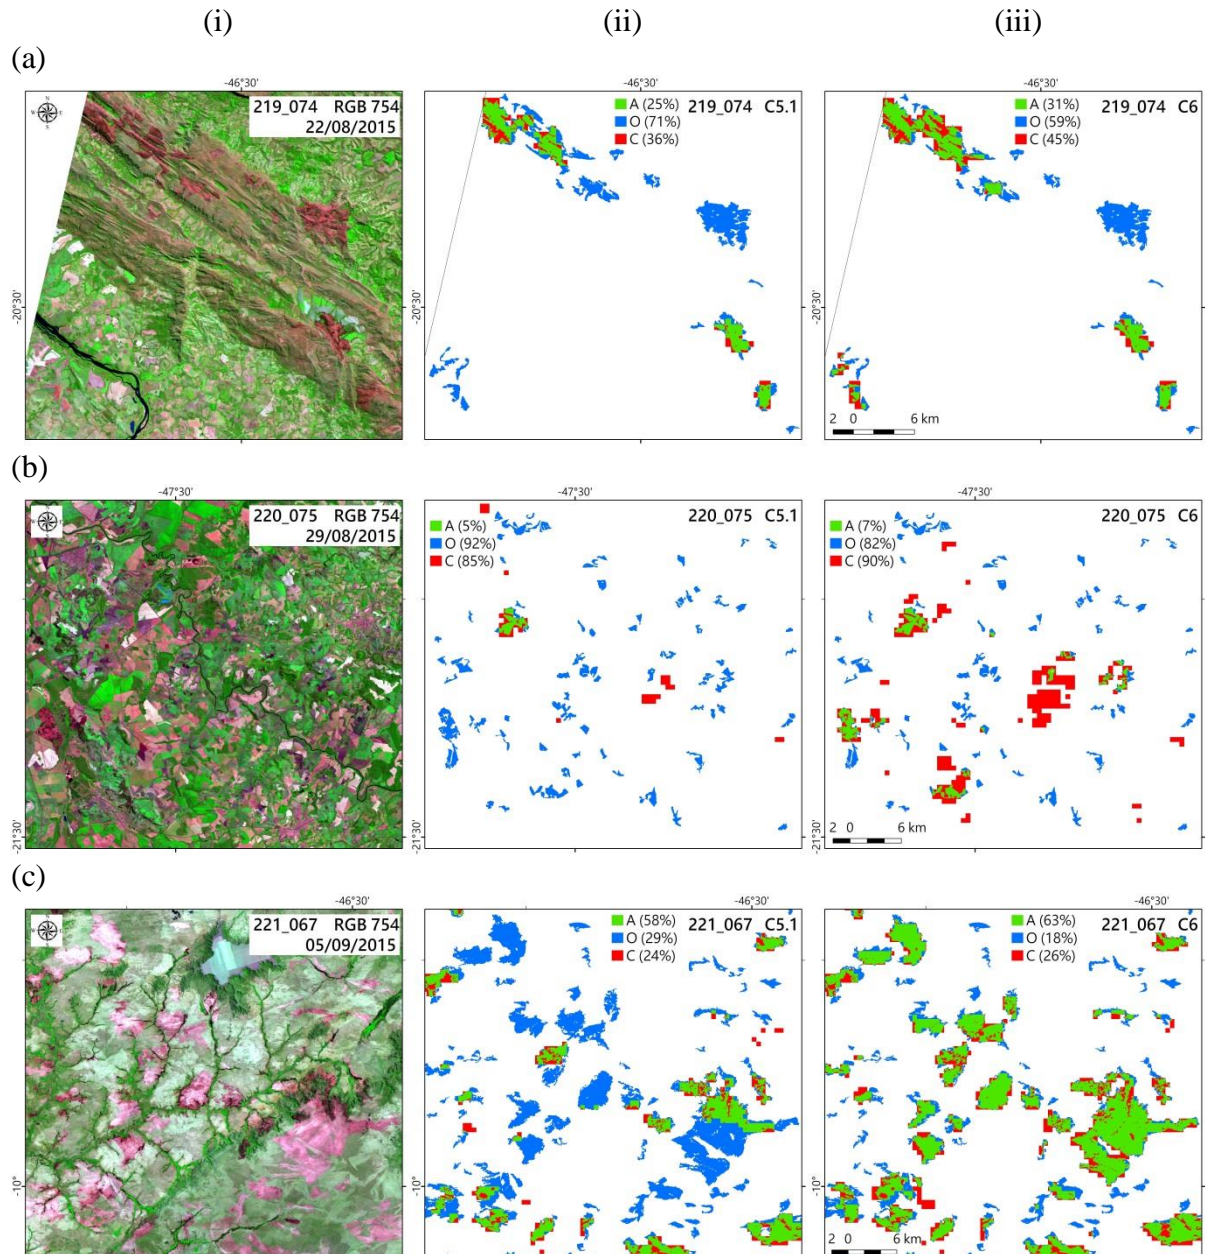 (i) (ii) (iii)
(a)
-46°30' -46°30' -46°30'
219_074 RGB 754
22/08/2015
A (25%)
O (71%)
C (36%)
219_074 C5.1
A (31%)
O (59%)
C (45%)
219_074 C6
-20°30' -20°30' -20°30'
2 0 6 km 2 0 6 km
(b)
-47°30' -47°30' -47°30'
220_075 RGB 754
29/08/2015
A (5%)
O (92%)
C (85%)
220_075 C5.1
A (7%)
O (82%)
C (90%)
220_075 C6
2 0 6 km
-21°30' -21°30' -21°30'
(c)
-46°30' -46°30' -46°30'
221_067 RGB 754
05/09/2015
A (58%)
O (29%)
C (24%)
221_067 C5.1
A (63%)
O (18%)
C (26%)
221_067 C6
-10° -10° -10°
2 0 6 km